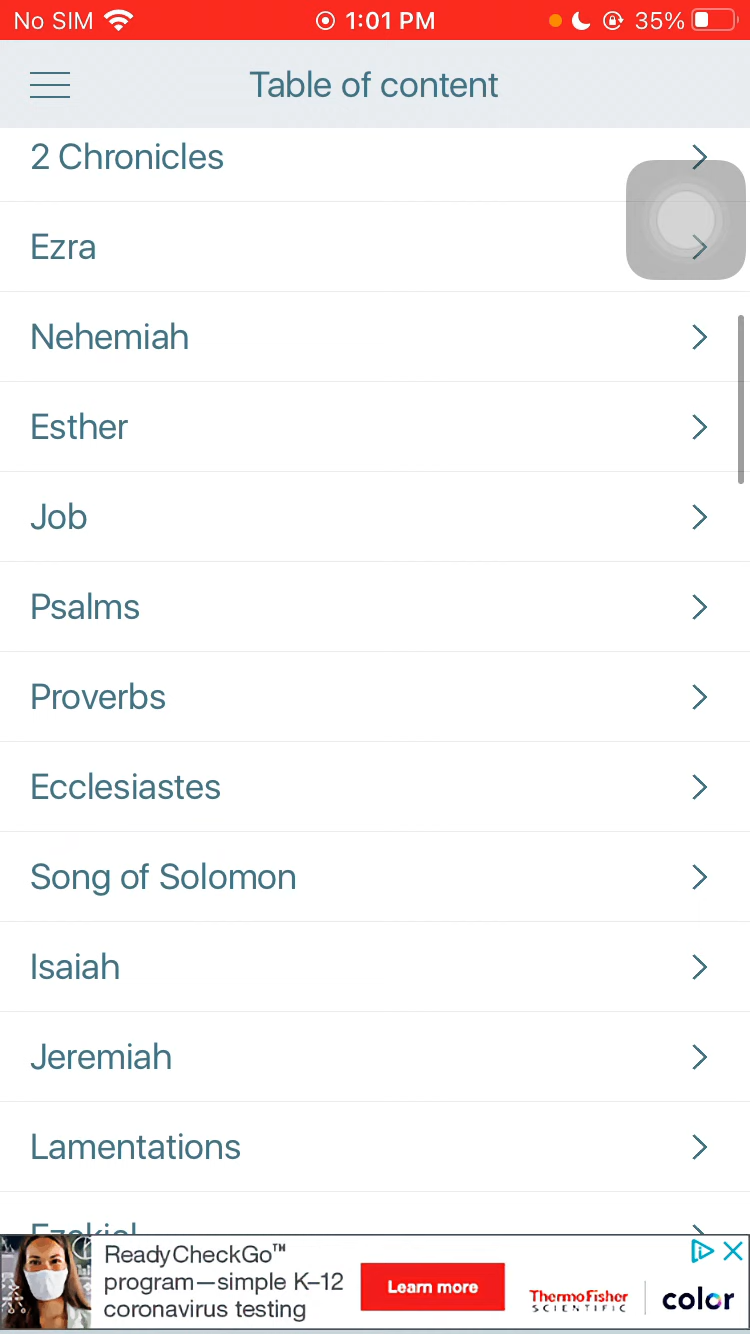 No SIM 1:01 PM 35%
Table of content
2 Chronicles
Ezra
Nehemiah
Esther
Job
Psalms
Proverbs
Ecclesiastes
Song of Solomon
Isaiah
Jeremiah
Lamentations
Ezekiel
ReadyCheckGo™
program—simple K–12
coronavirus testing
Learn more
ThermoFisher
SCIENTIFIC
color